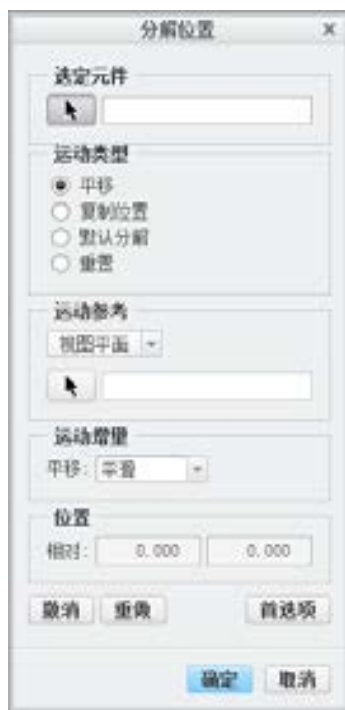 分解位置
选定元件
运动类型
平移
复制位置
默认分解
重置
运动参考
视图平面
运动增量
平移: 平滑
位置
相对: 0.000 0.000
撤消 重做 首选项
确定 取消